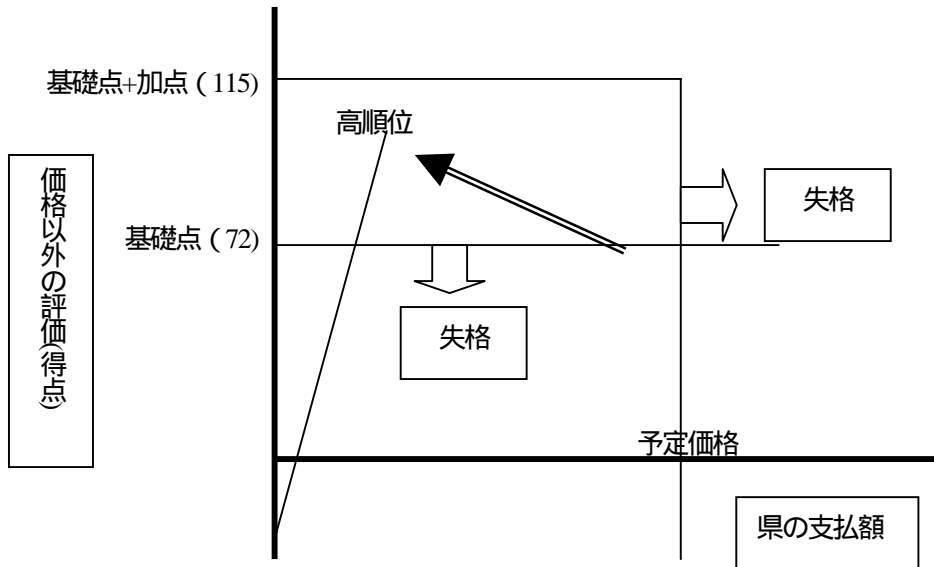 基礎点+加点（115)
高順位
価格以外の評価(得点)
失格
基礎点（72)
失格
予定価格
県の支払額